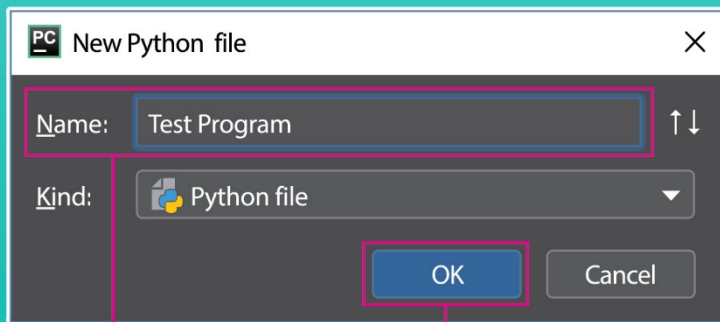 PC New Python file
Name: Test Program
Kind: Python file
OK Cancel